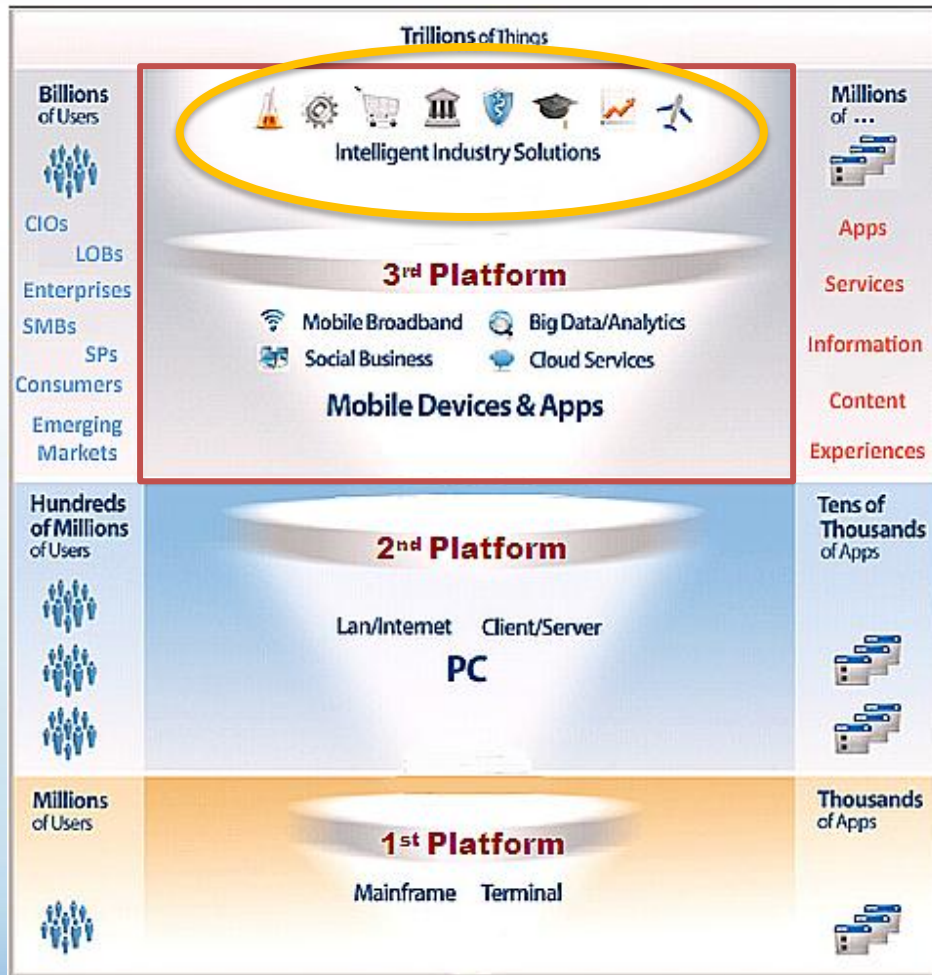 Trillions of Things
Billions
of Users
CIOs
LOBs
Enterprises
SMBs
SPs
Consumers
Emerging
Markets
Intelligent Industry Solutions
3rd Platform
Mobile Broadband
Big Data/Analytics
Social Business
Cloud Services
Mobile Devices & Apps
Millions
of ...
Apps
Services
Information
Content
Experiences
Hundreds
of Millions
of Users
2nd Platform
Lan/Internet
Client/Server
PC
Tens of
Thousands
of Apps
Millions
of Users
1st Platform
Mainframe
Terminal
Thousands
of Apps